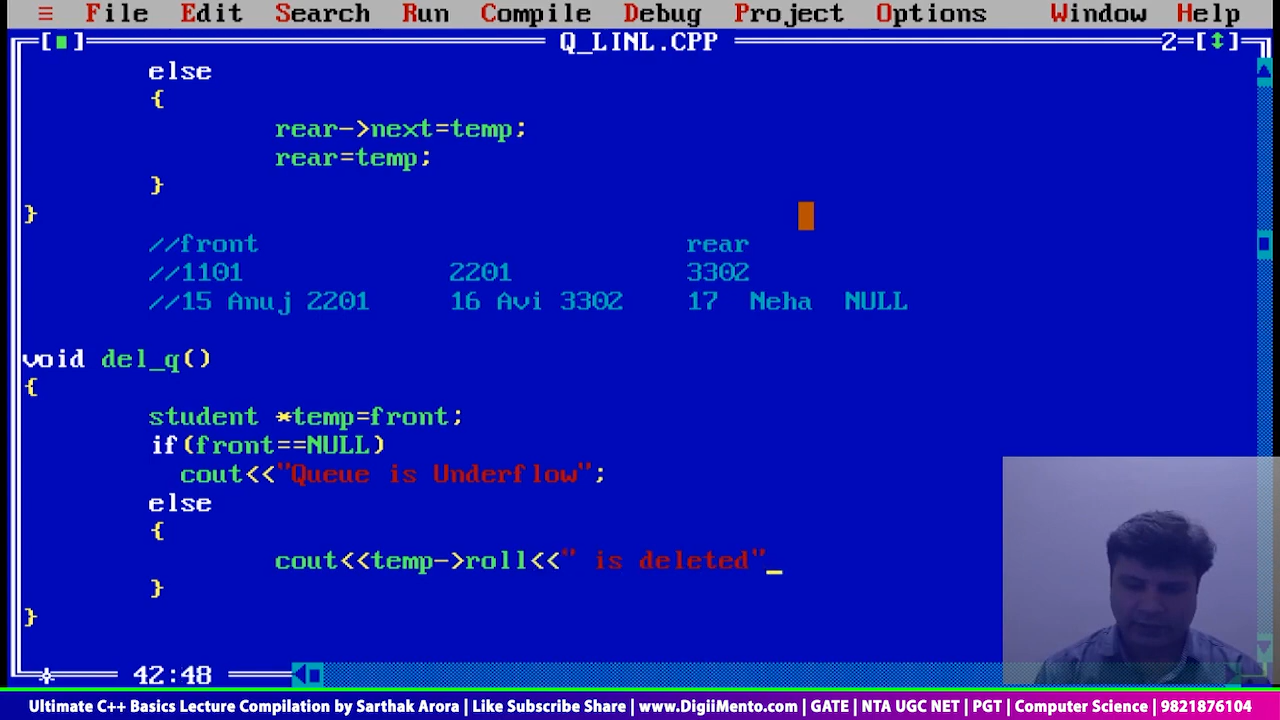 ≡ File Edit Search Run Compile Debug Project Options Window Help
[■] Q_LINL.CPP 2=[↕]
else
{
rear->next=temp;
rear=temp;
}
}
//front rear
//1101 2201 3302
//15 Anuj 2201 16 Avi 3302 17 Neha NULL
void del_q()
{
student *temp=front;
if(front==NULL)
cout<<"Queue is Underflow";
else
{
cout<<temp->roll<<" is deleted"_
}
}
42:48
Ultimate C++ Basics Lecture Compilation by Sarthak Arora | Like Subscribe Share | www.DigiiMento.com | GATE | NTA UGC NET | PGT | Computer Science | 9821876104